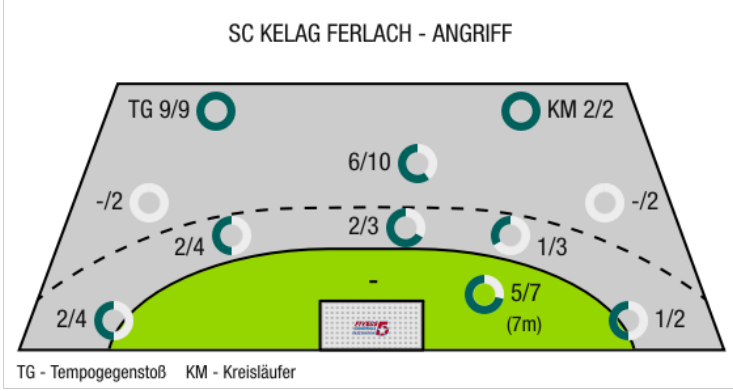 SC KELAG FERLACH - ANGRIFF
TG 9/9
KM 2/2
6/10
-/2
-/2
2/4
2/3
1/3
-
2/4
5/7
(7m)
1/2
TG - Tempogegenstoß KM - Kreisläufer